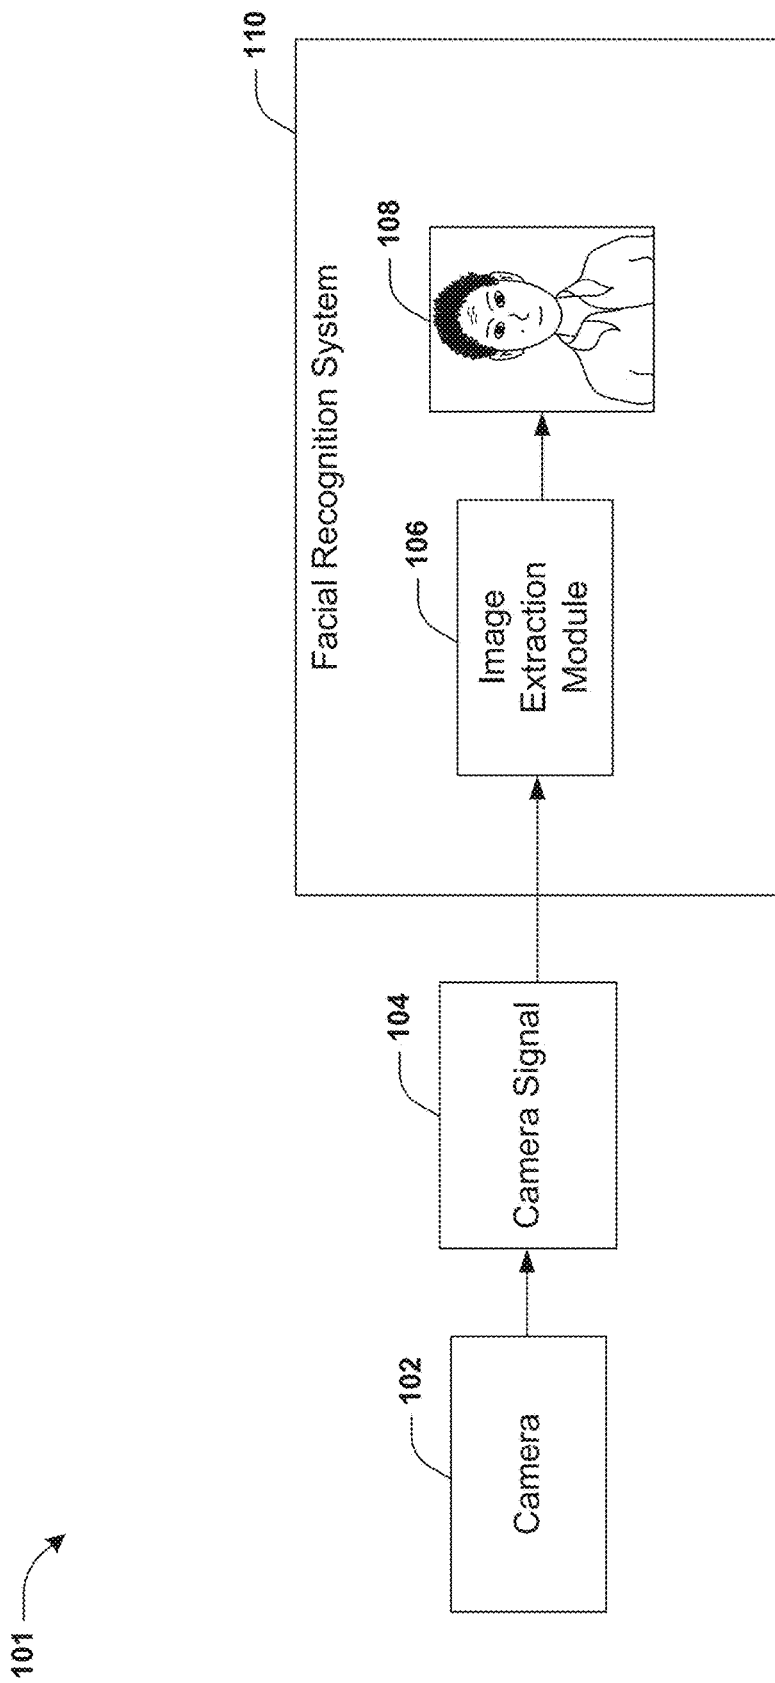 101
102
Camera
104
Camera Signal
110
Facial Recognition System
106
Image
Extraction
Module
108